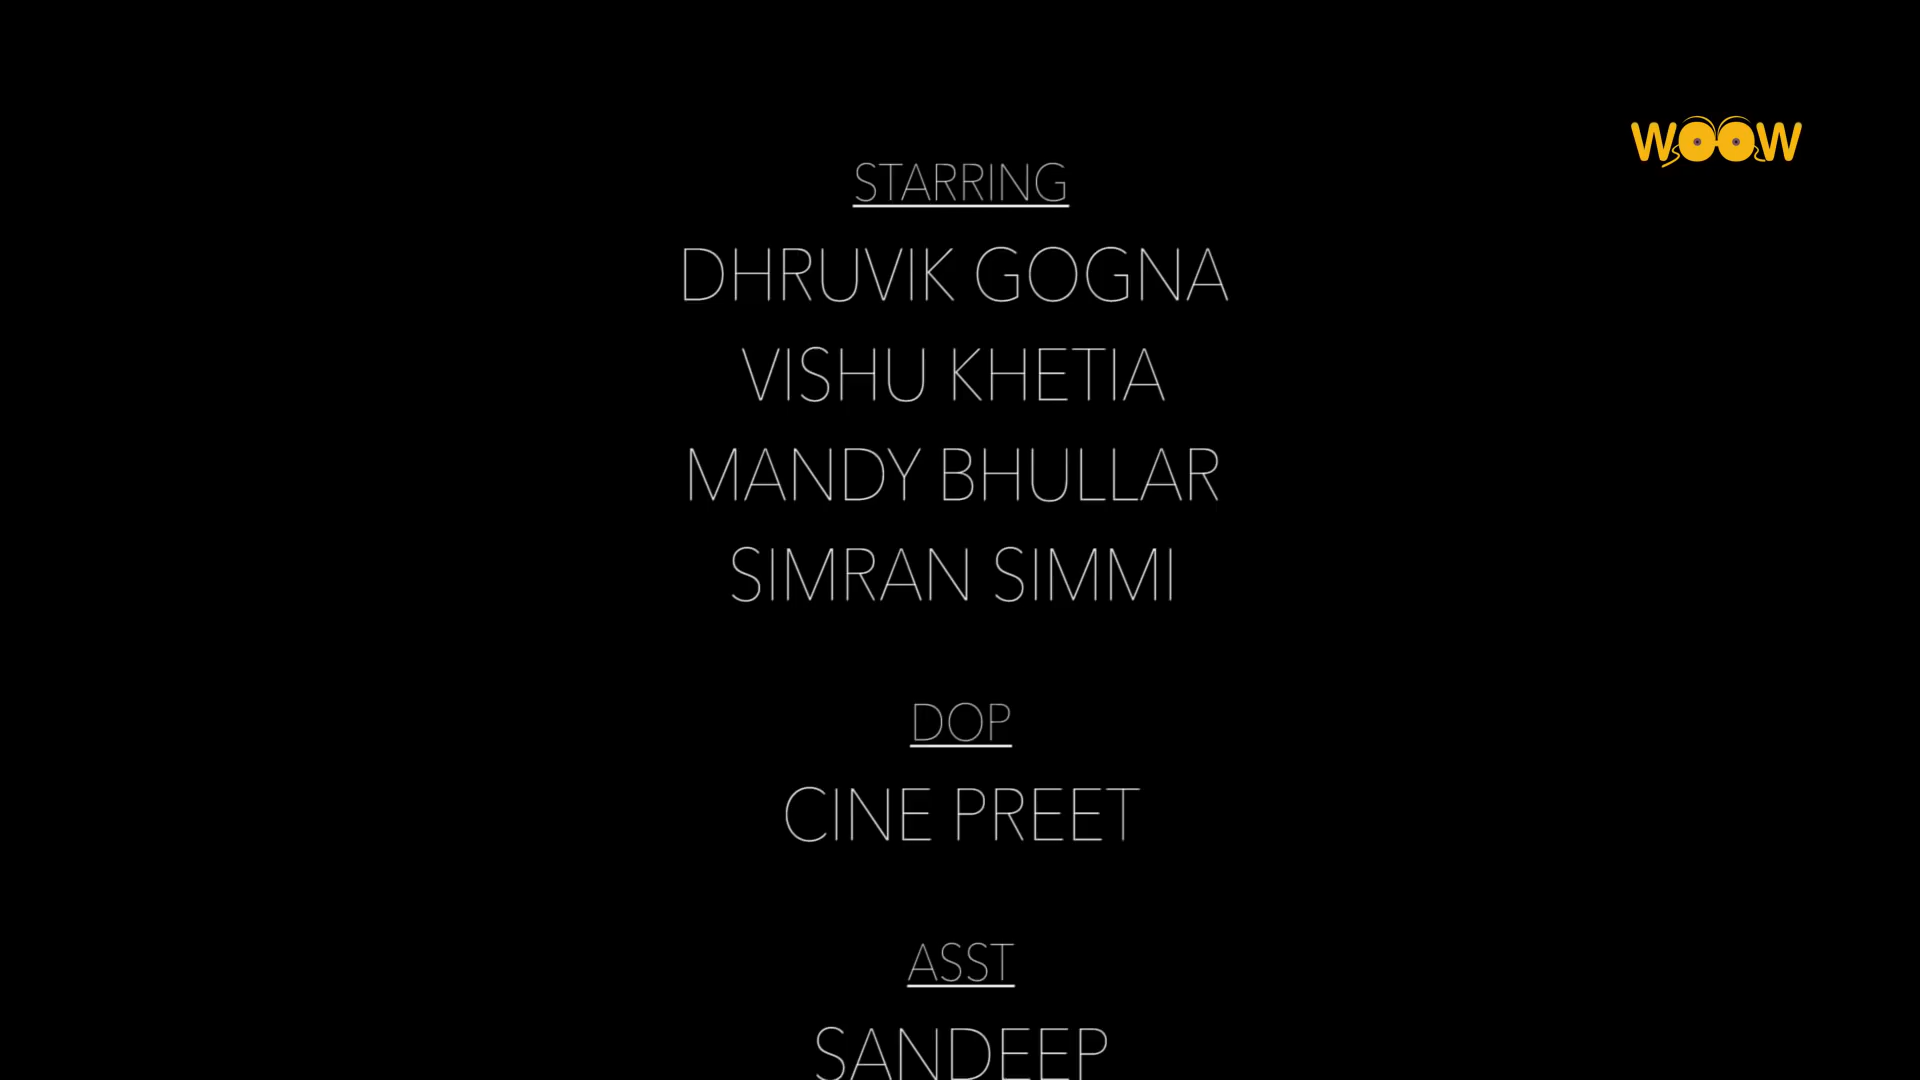 WOOW
STARRING
DHRUVIK GOGNA
VISHU KHETIA
MANDY BHULLAR
SIMRAN SIMMI
DOP
CINE PREET
ASST
SANDEEP